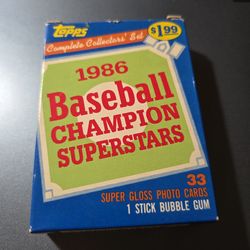 Topps
$1.99
Complete Collectors' Set
1986
Baseball
CHAMPION
SUPERSTARS
33
SUPER GLOSS PHOTO CARDS
1 STICK BUBBLE GUM